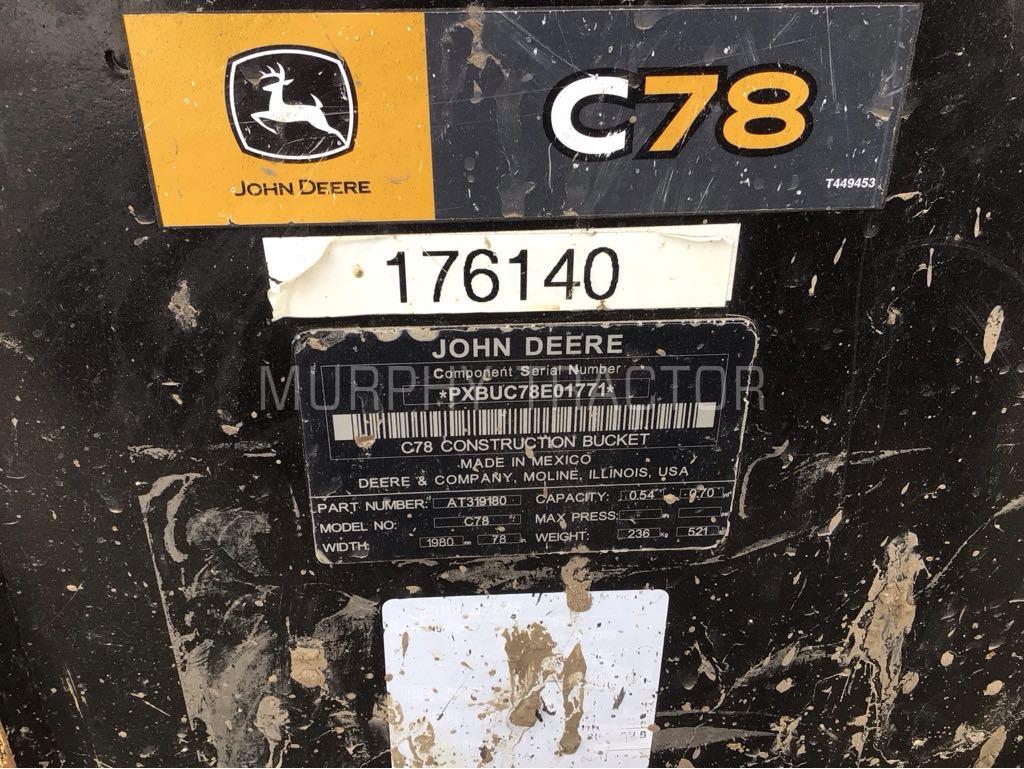 JOHN DEERE
C78
T449453
176140
JOHN DEERE
Component Serial Number
*PXBUC78E01771*
MURPHY TRACTOR
C78 CONSTRUCTION BUCKET
MADE IN MEXICO
DEERE & COMPANY, MOLINE, ILLINOIS, USA
PART NUMBER: AT319180 CAPACITY: 0.54 0.70
MODEL NO: C78 MAX PRESS:
WIDTH: 1980 78 WEIGHT: 236 Kg 521